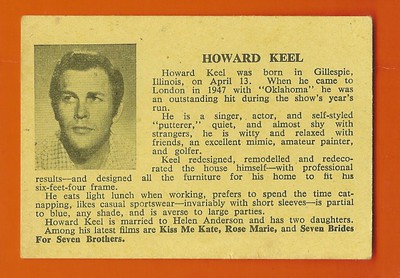 HOWARD KEEL
Howard Keel was born in Gillespie,
Illinois, on April 13. When he came to
London in 1947 with "Oklahoma" he was
an outstanding hit during the show's year's
run.
He is a singer, actor, and self-styled
"putterer," quiet, and almost shy with
strangers, he is witty and relaxed with
friends, an excellent mimic, amateur painter,
and golfer.
Keel redesigned, remodelled and redeco-
rated the house himself—with professional
results—and designed all the furniture for his home to fit his
six-feet-four frame.
He eats light lunch when working, prefers to spend the time cat-
napping, likes casual sportswear—invariably with short sleeves—is partial
to blue, any shade, and is averse to large parties.
Howard Keel is married to Helen Anderson and has two daughters.
Among his latest films are Kiss Me Kate, Rose Marie, and Seven Brides
For Seven Brothers.